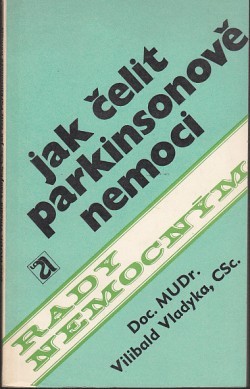 jak čelit
parkinsonově
nemoci
RADY
NEMOCNÝM
Doc. MUDr.
Vilibald Vladyka, CSc.